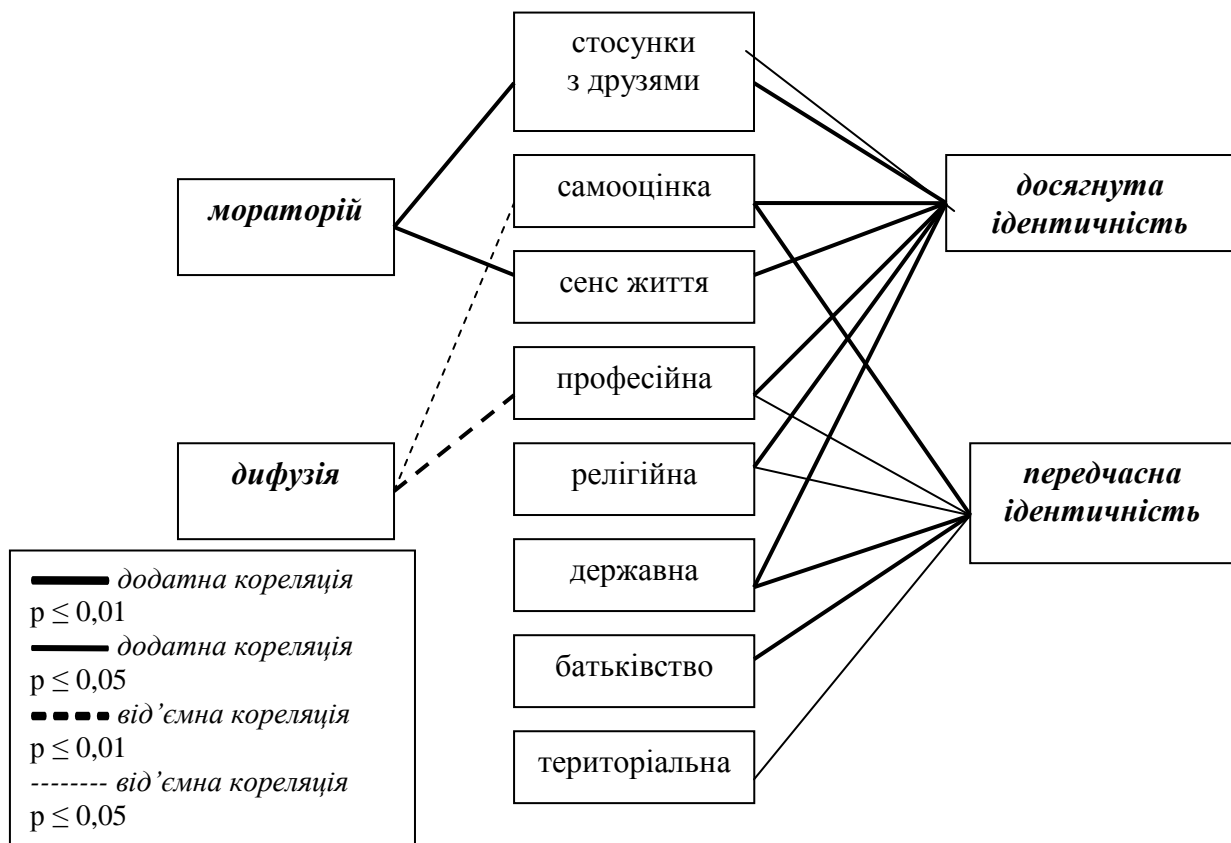 стосунки
з друзями
мораторій
самооцінка
досягнута
ідентичність
сенс життя
професійна
дифузія
релігійна
передчасна
ідентичність
державна
батьківство
територіальна
додатна кореляція
p ≤ 0,01
додатна кореляція
p ≤ 0,05
від’ємна кореляція
p ≤ 0,01
від’ємна кореляція
p ≤ 0,05